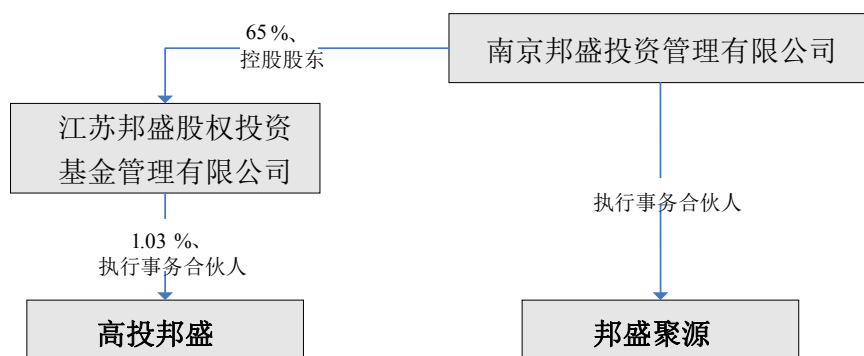 65%、
控股股东
南京邦盛投资管理有限公司
江苏邦盛股权投资
基金管理有限公司
执行事务合伙人
1.03 %、
执行事务合伙人
高投邦盛
邦盛聚源